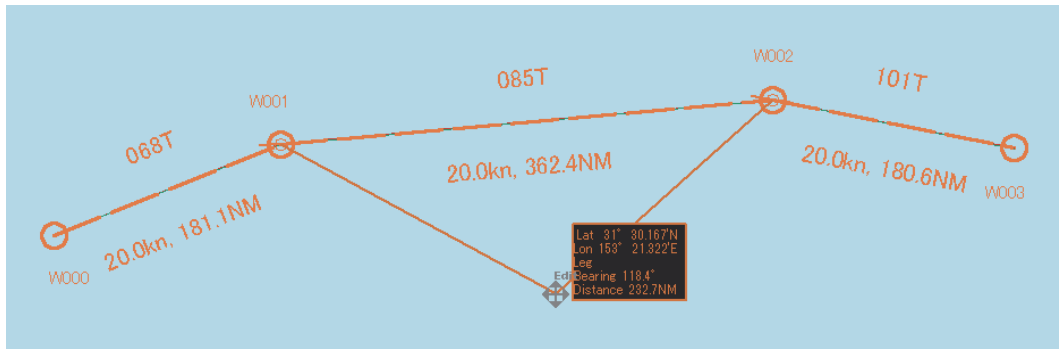 W002
085T
101T
W001
068T
20.0kn, 362.4NM
20.0kn, 180.6NM
W003
20.0kn, 181.1NM
W000
Lat 31° 30.167'N
Lon 153° 21.322'E
Leg
Bearing 118.4°
Distance 232.7NM